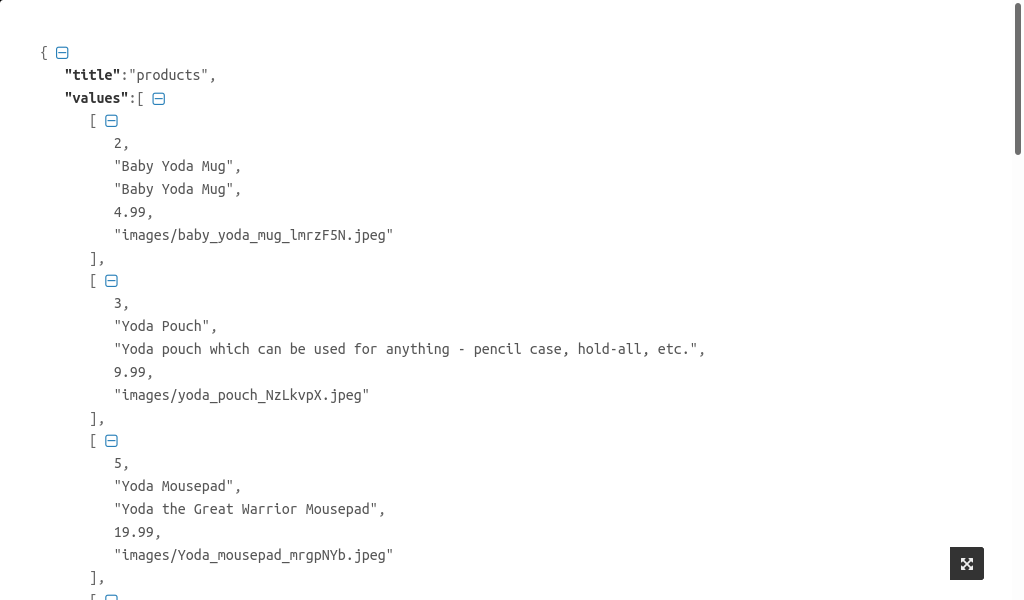 {
"title":"products",
"values":[
[
2,
"Baby Yoda Mug",
"Baby Yoda Mug",
4.99,
"images/baby_yoda_mug_lmrzF5N.jpeg"
],
[
3,
"Yoda Pouch",
"Yoda pouch which can be used for anything - pencil case, hold-all, etc.",
9.99,
"images/yoda_pouch_NzLkvpX.jpeg"
],
[
5,
"Yoda Mousepad",
"Yoda the Great Warrior Mousepad",
19.99,
"images/Yoda_mousepad_mrgpNYb.jpeg"
],
[